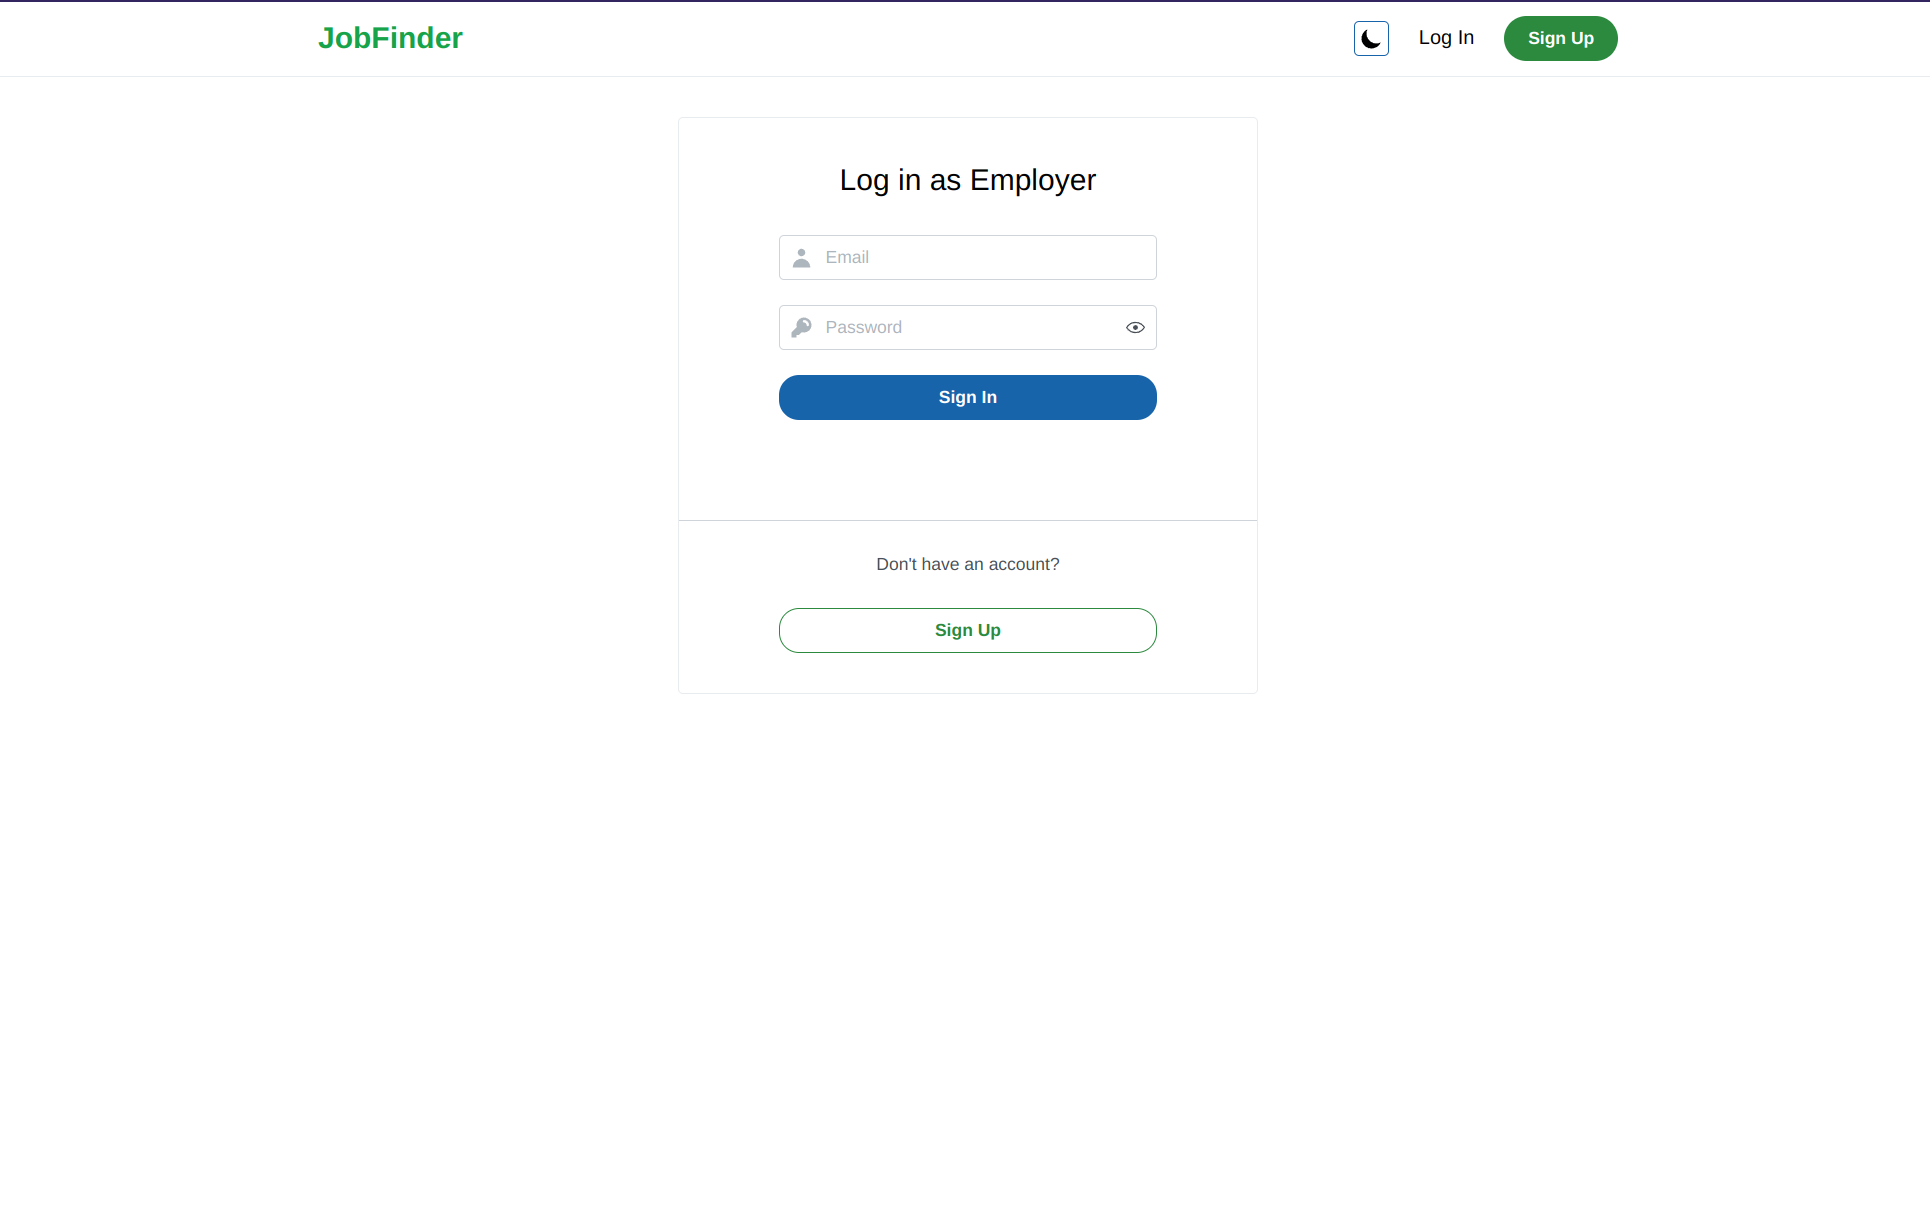 JobFinder
Log In
Sign Up
Log in as Employer
Email
Password
Sign In
Don't have an account?
Sign Up